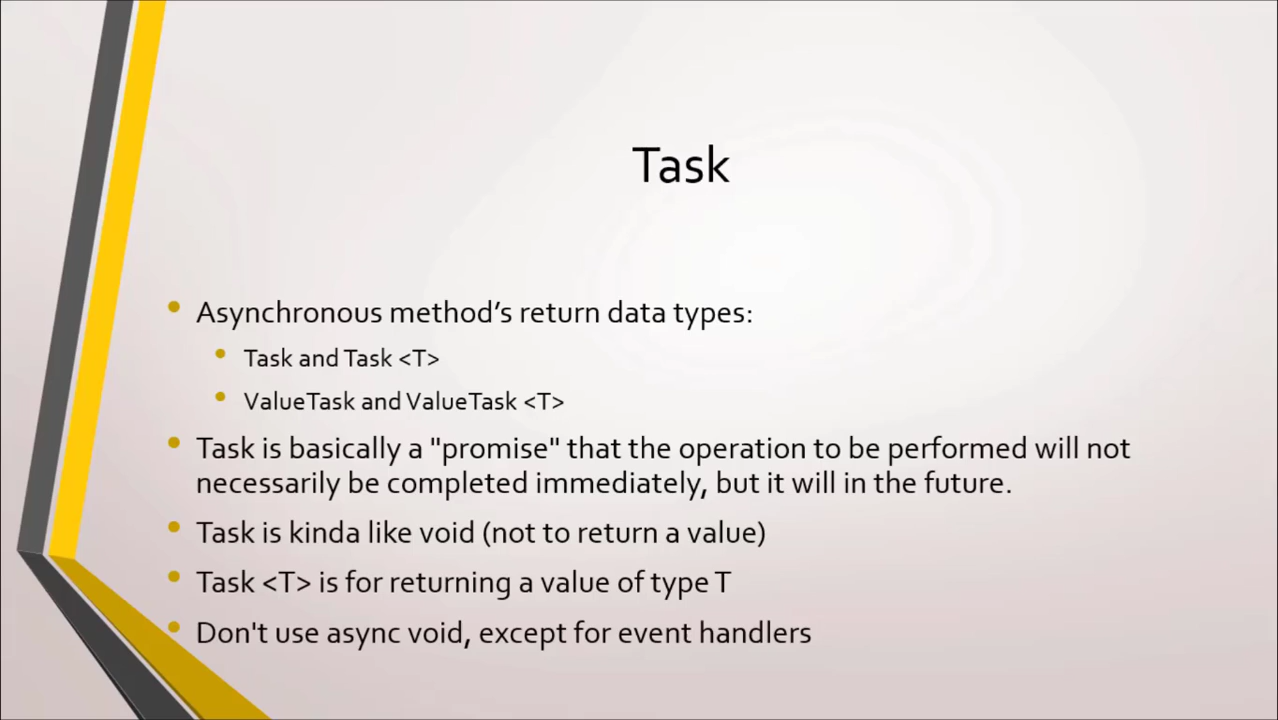 Task
Asynchronous method’s return data types:
Task and Task <T>
ValueTask and ValueTask <T>
Task is basically a "promise" that the operation to be performed will not
necessarily be completed immediately, but it will in the future.
Task is kinda like void (not to return a value)
Task <T> is for returning a value of type T
Don't use async void, except for event handlers